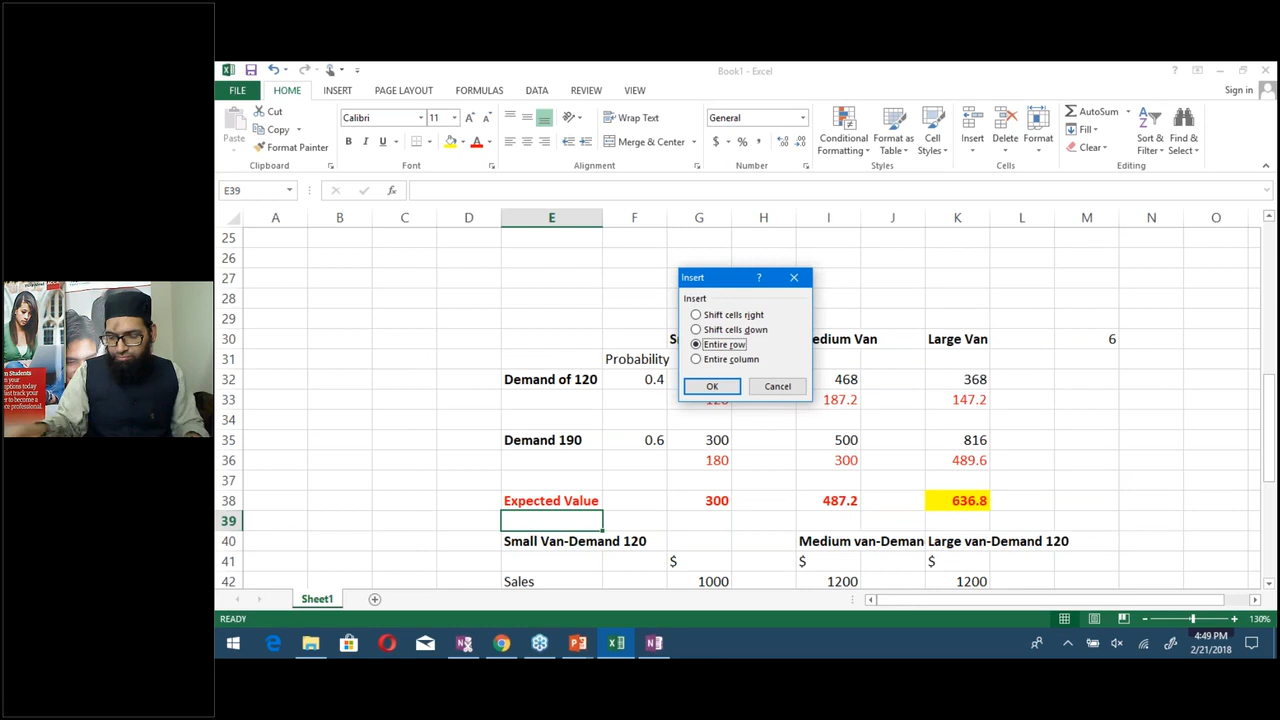 Book1 - Excel
FILE HOME INSERT PAGE LAYOUT FORMULAS DATA REVIEW VIEW Sign in
Cut
Copy
Format Painter
Paste
Clipboard
Calibri 11
B I U
Font
Wrap Text
Merge & Center
Alignment
General
$ % ,
Number
Conditional Formatting
Format as Table
Cell Styles
Styles
Insert Delete Format
Cells
AutoSum
Fill
Clear
Sort & Filter
Find & Select
Editing
E39 fx
A B C D E F G H I J K L M N O
25
26
27
28
29
30 edium Van Large Van 6
31 Probability
32 Demand of 120 0.4 468 368
33 187.2 147.2
34
35 Demand 190 0.6 300 500 816
36 180 300 489.6
37
38 Expected Value 300 487.2 636.8
39
40 Small Van-Demand 120 Medium van-Deman Large van-Demand 120
41 $ $ $
42 Sales 1000 1200 1200
Insert ?
Insert
Shift cells right
Shift cells down
Entire row
Entire column
OK Cancel
Sheet1
READY 130%
4:49 PM
2/21/2018